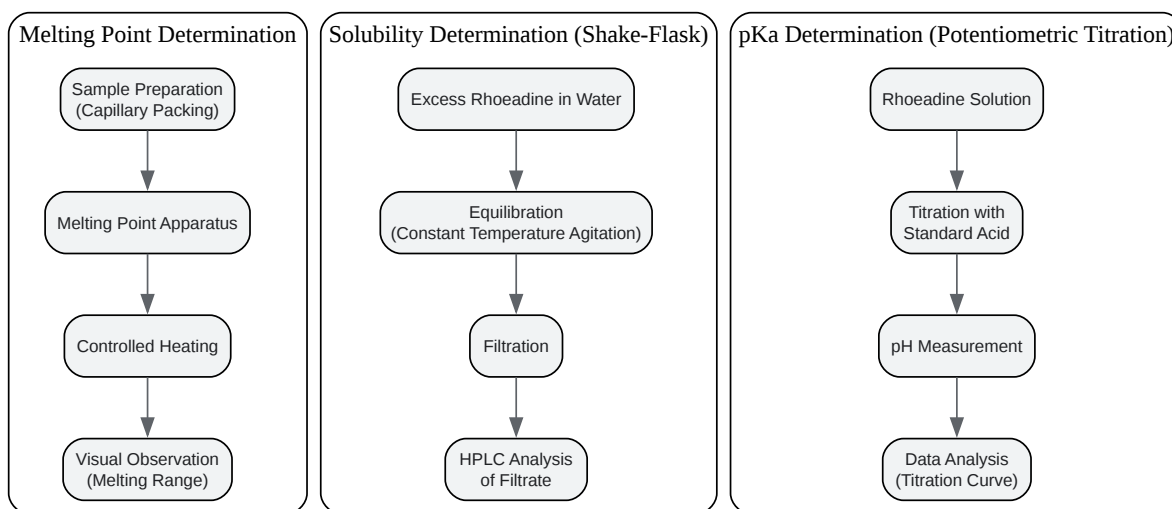 Melting Point Determination
Sample Preparation
(Capillary Packing)
Melting Point Apparatus
Controlled Heating
Visual Observation
(Melting Range)
Solubility Determination (Shake-Flask)
Excess Rhoeadine in Water
Equilibration
(Constant Temperature Agitation)
Filtration
HPLC Analysis
of Filtrate
pKa Determination (Potentiometric Titration)
Rhoeadine Solution
Titration with
Standard Acid
pH Measurement
Data Analysis
(Titration Curve)